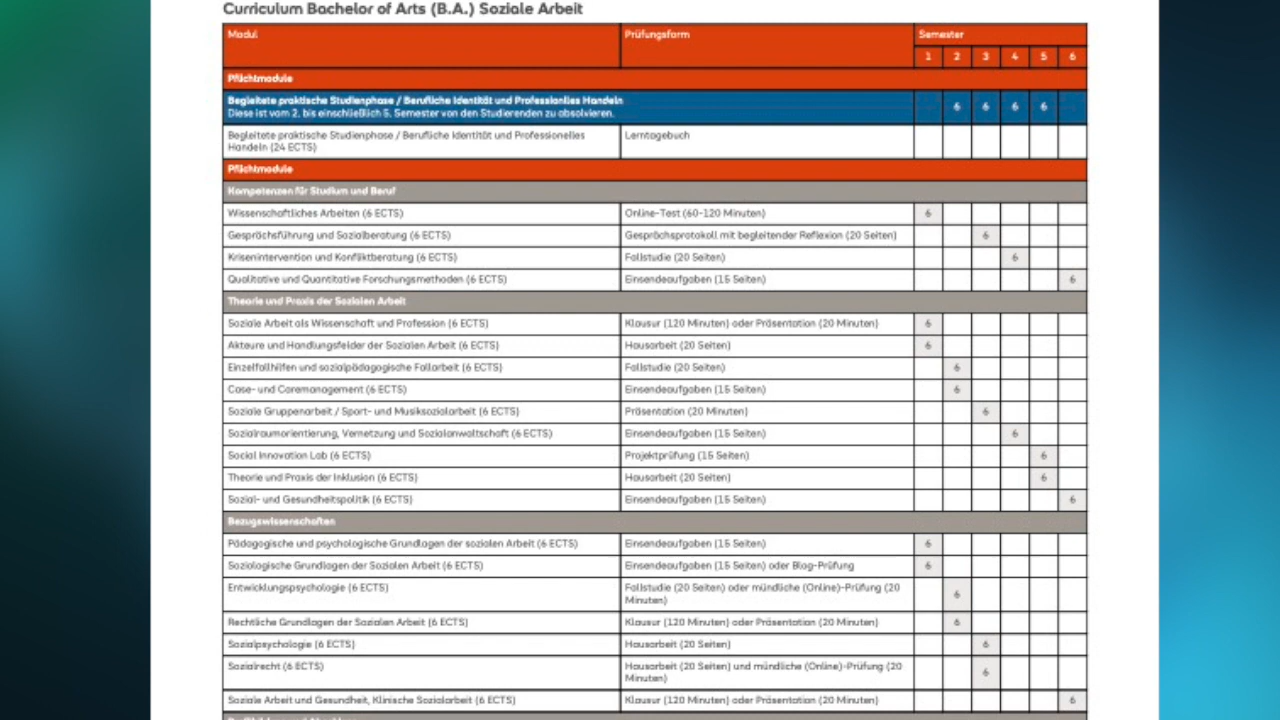 Curriculum Bachelor of Arts (B.A.) Soziale Arbeit
Modul Prüfungsform Semester
1 2 3 4 5 6
Pflichtmodule
Begleitete praktische Studienphase / Berufliche Identität und Professionlles Handeln
Diese ist vom 2. bis einschließlich 5. Semester von den Studierenden zu absolvieren.
6 6 6 6
Begleitete praktische Studienphase / Berufliche Identität und Professionelles
Handeln (24 ECTS)
Lerntagebuch
Pflichtmodule
Kompetenzen für Studium und Beruf
Wissenschaftliches Arbeiten (6 ECTS) Online-Test (60-120 Minuten) 6
Gesprächsführung und Sozialberatung (6 ECTS) Gesprächsprotokoll mit begleitender Reflexion (20 Seiten) 6
Krisenintervention und Konfliktberatung (6 ECTS) Fallstudie (20 Seiten) 6
Qualitative und Quantitative Forschungsmethoden (6 ECTS) Einsendeaufgaben (15 Seiten) 6
Theorie und Praxis der Sozialen Arbeit
Soziale Arbeit als Wissenschaft und Profession (6 ECTS) Klausur (120 Minuten) oder Präsentation (20 Minuten) 6
Akteure und Handlungsfelder der Sozialen Arbeit (6 ECTS) Hausarbeit (20 Seiten) 6
Einzelfallhilfen und sozialpädagogische Fallarbeit (6 ECTS) Fallstudie (20 Seiten) 6
Case- und Caremanagement (6 ECTS) Einsendeaufgaben (15 Seiten) 6
Soziale Gruppenarbeit / Sport- und Musiksozialarbeit (6 ECTS) Präsentation (20 Minuten) 6
Sozialraumorientierung, Vernetzung und Sozialanwaltschaft (6 ECTS) Einsendeaufgaben (15 Seiten) 6
Social Innovation Lab (6 ECTS) Projektprüfung (15 Seiten) 6
Theorie und Praxis der Inklusion (6 ECTS) Hausarbeit (20 Seiten) 6
Sozial- und Gesundheitspolitik (6 ECTS) Einsendeaufgaben (15 Seiten) 6
Bezugswissenschaften
Pädagogische und psychologische Grundlagen der sozialen Arbeit (6 ECTS) Einsendeaufgaben (15 Seiten) 6
Soziologische Grundlagen der Sozialen Arbeit (6 ECTS) Einsendeaufgaben (15 Seiten) oder Blog-Prüfung 6
Entwicklungspsychologie (6 ECTS) Fallstudie (20 Seiten) oder mündliche (Online)-Prüfung (20
Minuten) 6
Rechtliche Grundlagen der Sozialen Arbeit (6 ECTS) Klausur (120 Minuten) oder Präsentation (20 Minuten) 6
Sozialpsychologie (6 ECTS) Hausarbeit (20 Seiten) 6
Sozialrecht (6 ECTS) Hausarbeit (20 Seiten) und mündliche (Online)-Prüfung (20
Minuten) 6
Soziale Arbeit und Gesundheit, Klinische Sozialarbeit (6 ECTS) Klausur (120 Minuten) oder Präsentation (20 Minuten) 6